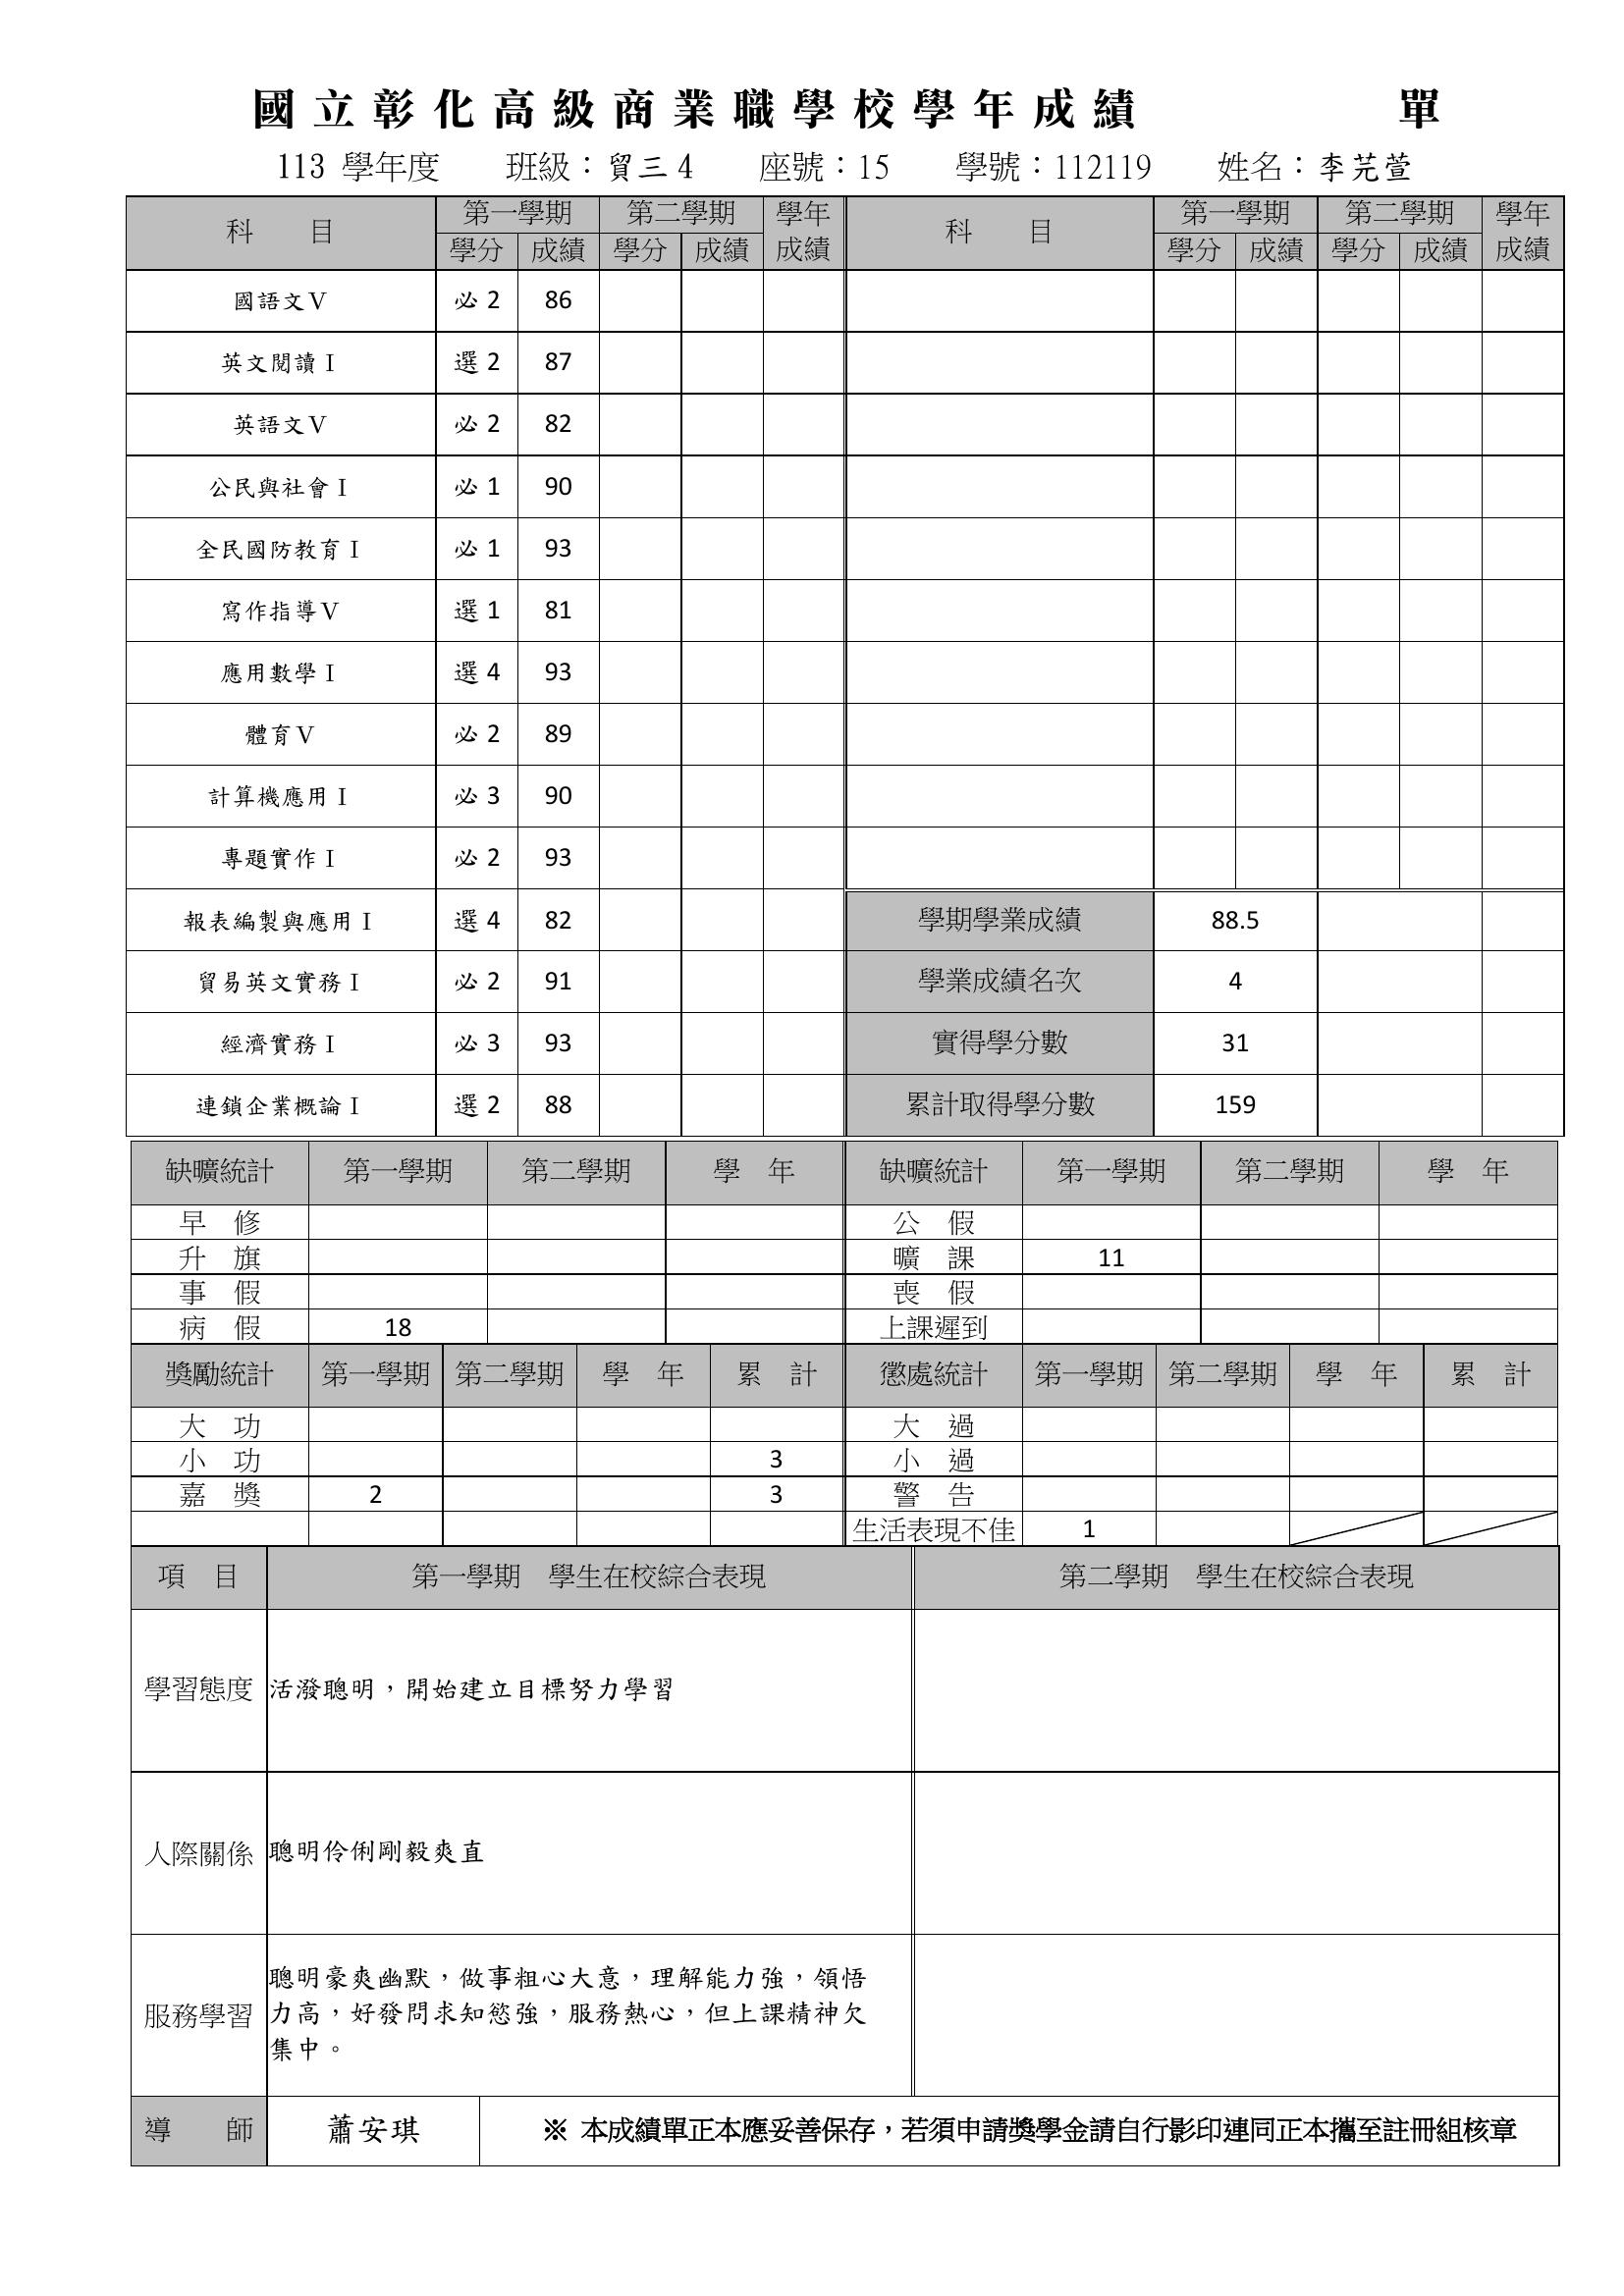 國立彰化高級商業職學校學年成績 單
113 學年度 班級：貿三4 座號：15 學號：112119 姓名：李芫萱
科 目 第一學期 第二學期 學年成績 科 目 第一學期 第二學期 學年成績
學分 成績 學分 成績 學分 成績 學分 成績
國語文Ⅴ 必 2 86
英文閱讀Ⅰ 選 2 87
英語文Ⅴ 必 2 82
公民與社會Ⅰ 必 1 90
全民國防教育Ⅰ 必 1 93
寫作指導Ⅴ 選 1 81
應用數學Ⅰ 選 4 93
體育Ⅴ 必 2 89
計算機應用Ⅰ 必 3 90
專題實作Ⅰ 必 2 93
報表編製與應用Ⅰ 選 4 82 學期學業成績 88.5
貿易英文實務Ⅰ 必 2 91 學業成績名次 4
經濟實務Ⅰ 必 3 93 實得學分數 31
連鎖企業概論Ⅰ 選 2 88 累計取得學分數 159
缺曠統計 第一學期 第二學期 學 年 缺曠統計 第一學期 第二學期 學 年
早 修 公 假
升 旗 曠 課 11
事 假 喪 假
病 假 18 上課遲到
獎勵統計 第一學期 第二學期 學 年 累 計 懲處統計 第一學期 第二學期 學 年 累 計
大 功 大 過
小 功 3 小 過
嘉 獎 2 3 警 告
生活表現不佳 1
項 目 第一學期 學生在校綜合表現 第二學期 學生在校綜合表現
學習態度 活潑聰明，開始建立目標努力學習
人際關係 聰明伶俐剛毅爽直
服務學習 聰明豪爽幽默，做事粗心大意，理解能力強，領悟
力高，好發問求知慾強，服務熱心，但上課精神欠
集中。
導 師 蕭安琪 ※ 本成績單正本應妥善保存，若須申請獎學金請自行影印連同正本攜至註冊組核章